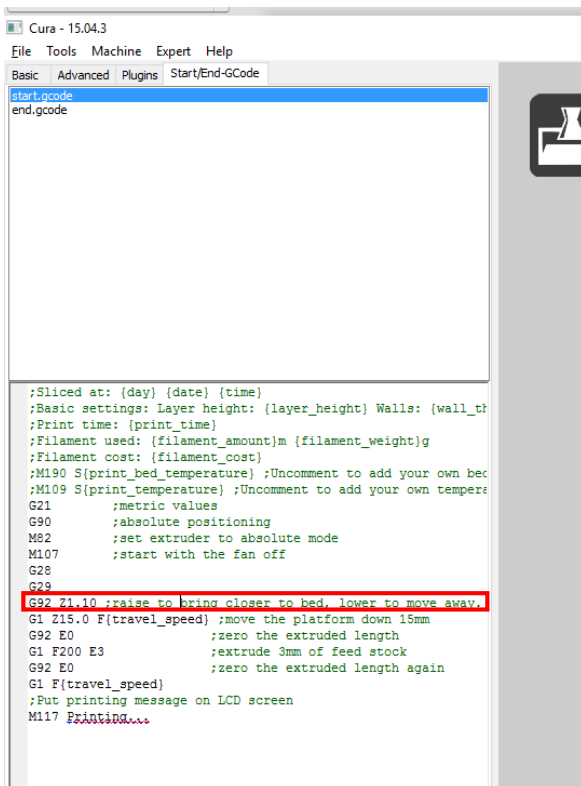 Cura - 15.04.3
File Tools Machine Expert Help
Basic Advanced Plugins Start/End-GCode
start.gcode
end.gcode
;Sliced at: {day} {date} {time}
;Basic settings: Layer height: {layer_height} Walls: {wall_th
;Print time: {print_time}
;Filament used: {filament_amount}m {filament_weight}g
;Filament cost: {filament_cost}
;M190 S{print_bed_temperature} ;Uncomment to add your own bed
;M109 S{print_temperature} ;Uncomment to add your own tempera
G21 ;metric values
G90 ;absolute positioning
M82 ;set extruder to absolute mode
M107 ;start with the fan off
G28
G29
G92 Z1.10 ;raise to bring closer to bed, lower to move away.
G1 Z15.0 F{travel_speed} ;move the platform down 15mm
G92 E0 ;zero the extruded length
G1 F200 E3 ;extrude 3mm of feed stock
G92 E0 ;zero the extruded length again
G1 F{travel_speed}
;Put printing message on LCD screen
M117 Printing...